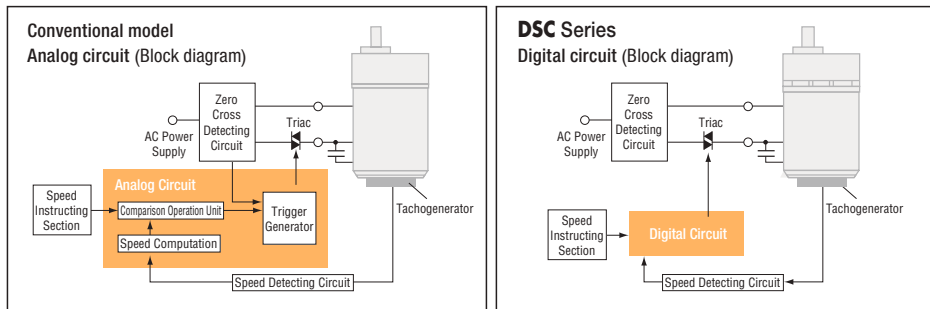 Conventional model
Analog circuit (Block diagram)
Zero
Cross
Detecting
Circuit
AC Power
Supply
Triac
Analog Circuit
Speed
Instructing
Section
Comparison Operation Unit
Trigger
Generator
Speed Computation
Tachogenerator
Speed Detecting Circuit
DSC Series
Digital circuit (Block diagram)
Zero
Cross
Detecting
Circuit
AC Power
Supply
Triac
Tachogenerator
Speed
Instructing
Section
Digital Circuit
Speed Detecting Circuit